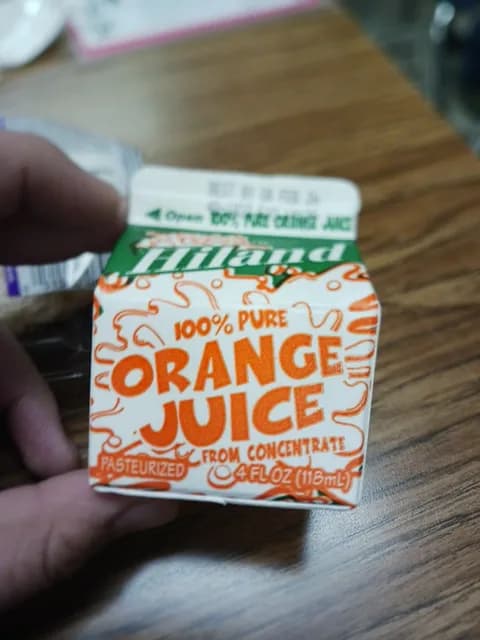 ◀ Open 100% PURE ORANGE JUICE
Hiland
100% PURE
ORANGE
JUICE
FROM CONCENTRATE
PASTEURIZED
4 FL OZ (118mL)